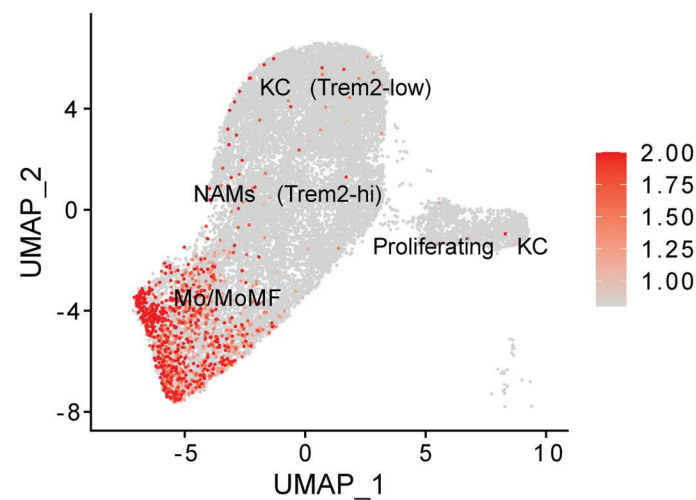 KC (Trem2-low)
4
NAMs (Trem2-hi)
0
Proliferating KC
Mo/MoMF
-4
-8
UMAP_2
-5 0 5 10
UMAP_1
2.00
1.75
1.50
1.25
1.00